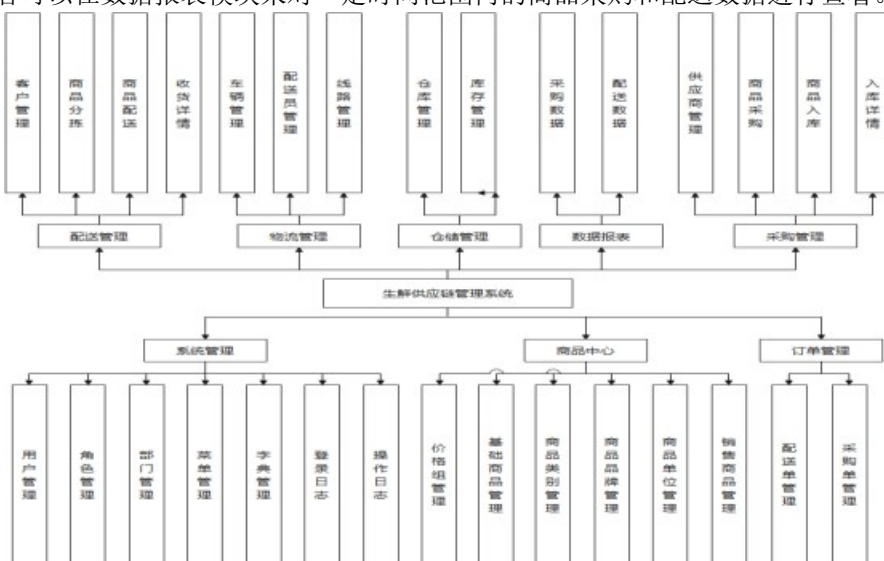 可以在数据报表模块来对一定时间范围内的商品采购和配送数据进行查看。
客户管理
商品分拣
商品配送
收货详情
车辆管理
配送员管理
线路管理
仓库管理
库存管理
采购数据
配送数据
供应商管理
商品采购
商品入库
入库详情
配送管理
物流管理
仓储管理
数据报表
采购管理
生鲜供应链管理系统
系统管理
商品中心
订单管理
用户管理
角色管理
部门管理
菜单管理
字典管理
登录日志
操作日志
价格组管理
基础商品管理
商品类别管理
商品品牌管理
商品单位管理
销售商品管理
配送单管理
采购单管理